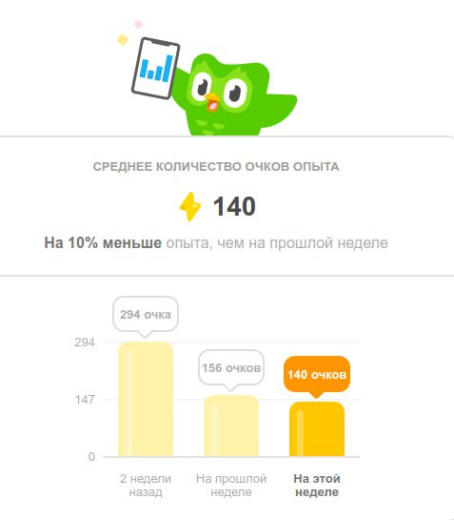 СРЕДНЕЕ КОЛИЧЕСТВО ОЧКОВ ОПЫТА
140
На 10% меньше опыта, чем на прошлой неделе
294 очка
156 очков
140 очков
294
147
0
2 недели
назад
На прошлой
неделе
На этой
неделе